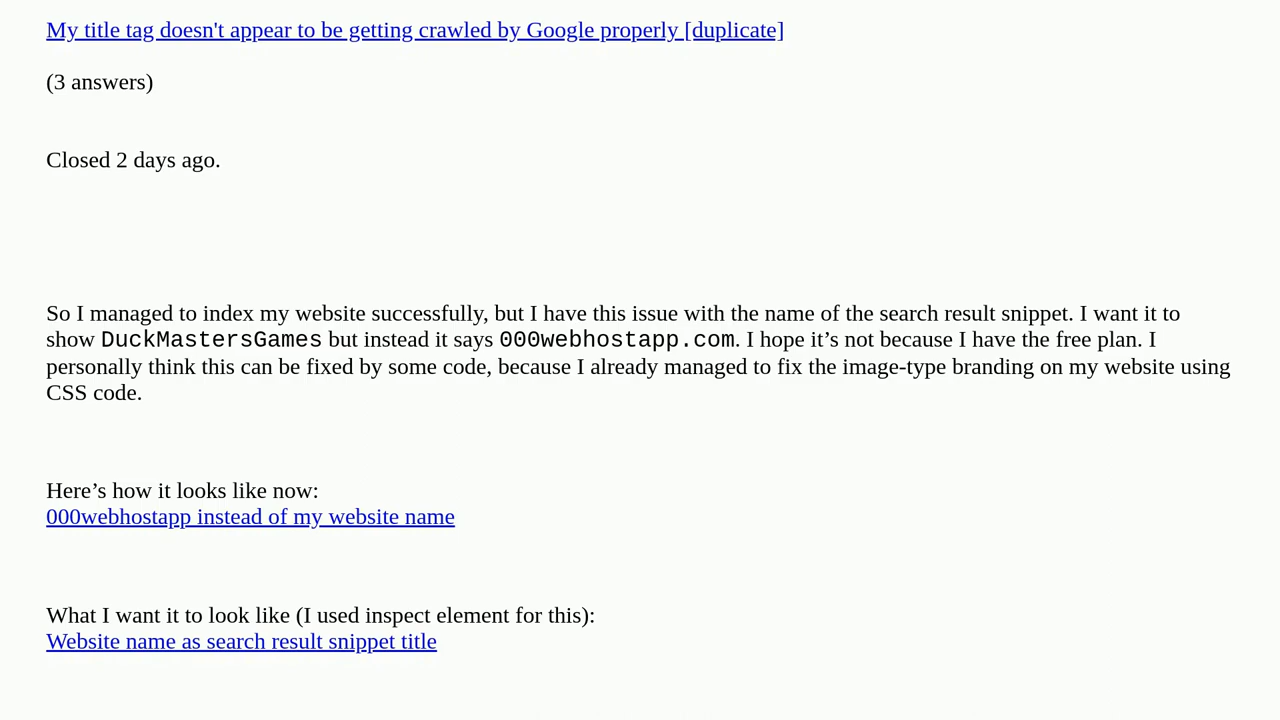 My title tag doesn't appear to be getting crawled by Google properly [duplicate]
(3 answers)
Closed 2 days ago.
So I managed to index my website successfully, but I have this issue with the name of the search result snippet. I want it to
show DuckMastersGames but instead it says 000webhostapp.com. I hope it’s not because I have the free plan. I
personally think this can be fixed by some code, because I already managed to fix the image-type branding on my website using
CSS code.
Here’s how it looks like now:
000webhostapp instead of my website name
What I want it to look like (I used inspect element for this):
Website name as search result snippet title